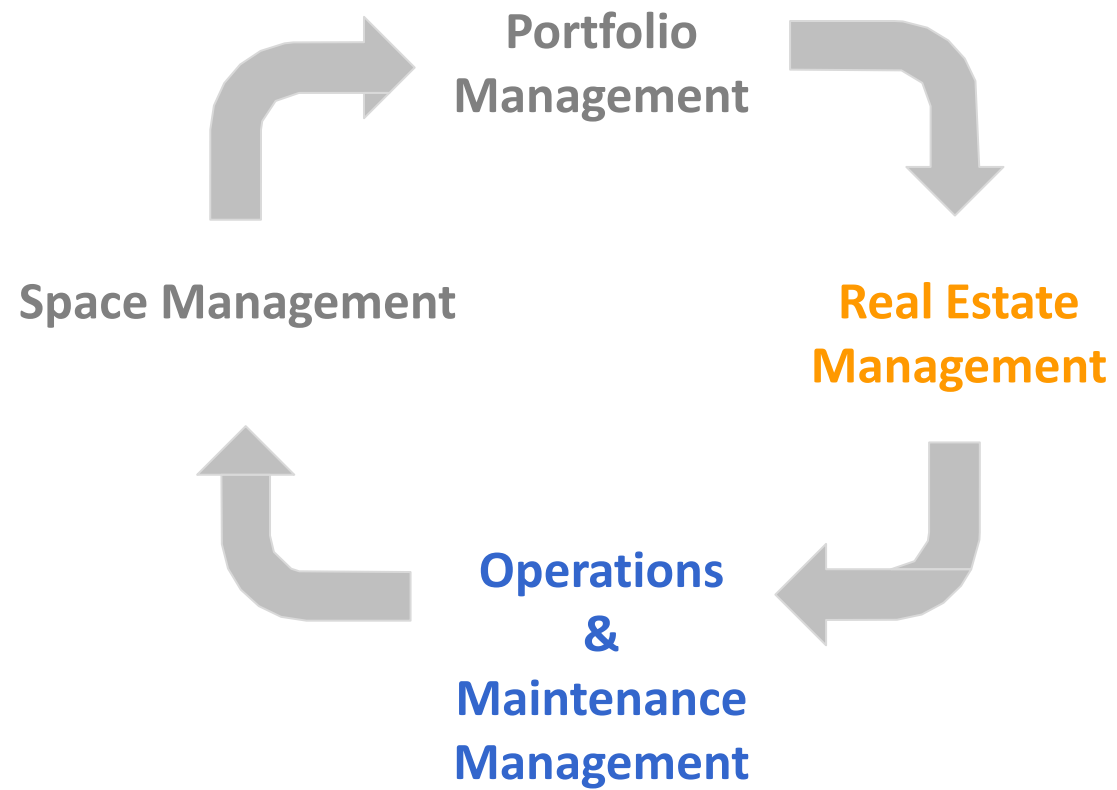 Portfolio
Management
Space Management
Real Estate
Management
Operations
&
Maintenance
Management